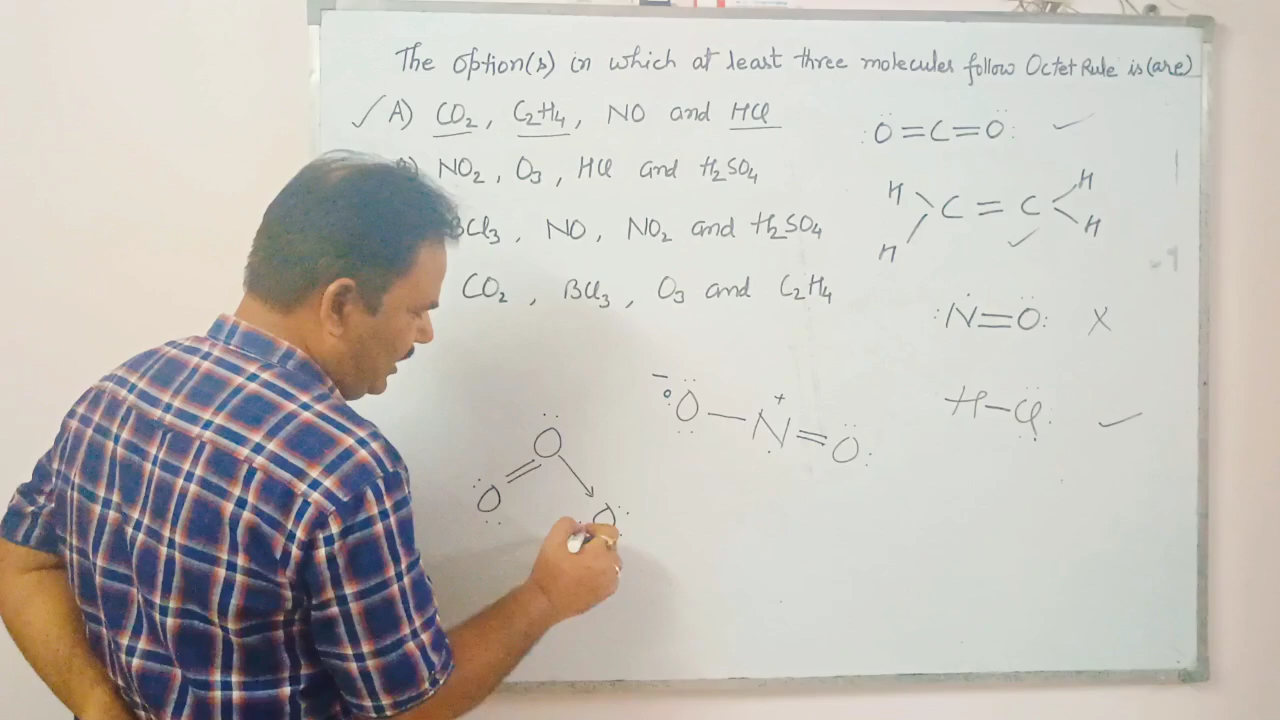 The option(s) in which at least three molecules follow Octet Rule is (are)
✓ A) CO₂, C₂H₄, NO and HCl
) NO₂, O₃, HCl and H₂SO₄
BCl₃, NO, NO₂ and H₂SO₄
CO₂, BCl₃, O₃ and C₂H₄
:Ö=C=Ö: ✓
H H
C = C
H H
✓
:Ṅ=Ö: X
H-Cl: ✓
⁻:Ö-N⁺=Ö:
O
O O